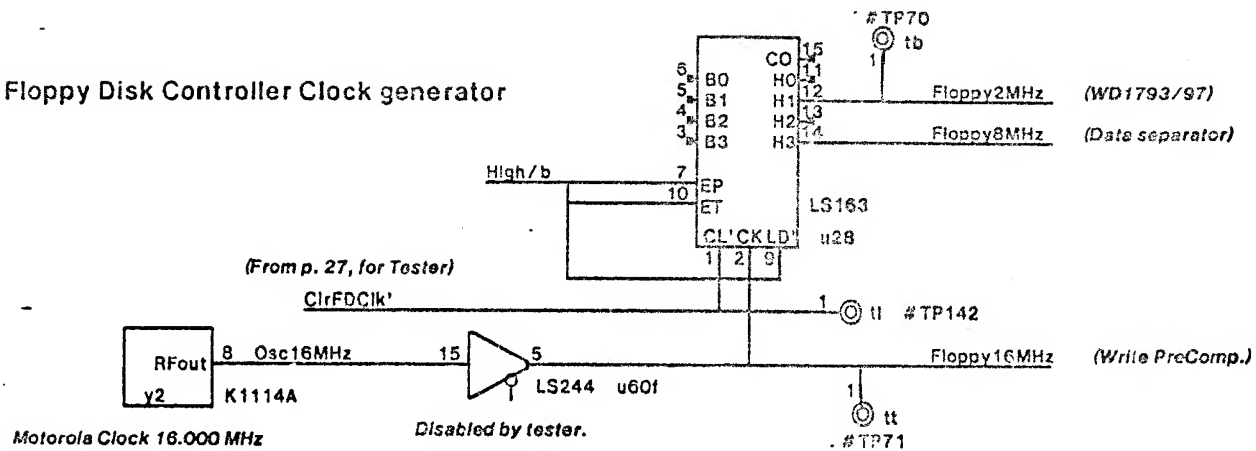 #TP70
tb
1
Floppy Disk Controller Clock generator
CO 15
6 B0 H0 11
5 B1 H1 12 Floppy2MHz (WD1793/97)
4 B2 H2 13
3 B3 H3 14 Floppy8MHz (Data separator)
High/b 7 EP
10 ET
LS163
CL' CK LD' u28
1 2 9
(From p. 27, for Tester)
ClrFDClk' 1 tl #TP142
RFout 8 Osc16MHz 15 5 Floppy16MHz (Write PreComp.)
y2 K1114A LS244 u60f 1
tt
Motorola Clock 16.000 MHz Disabled by tester. #TP71